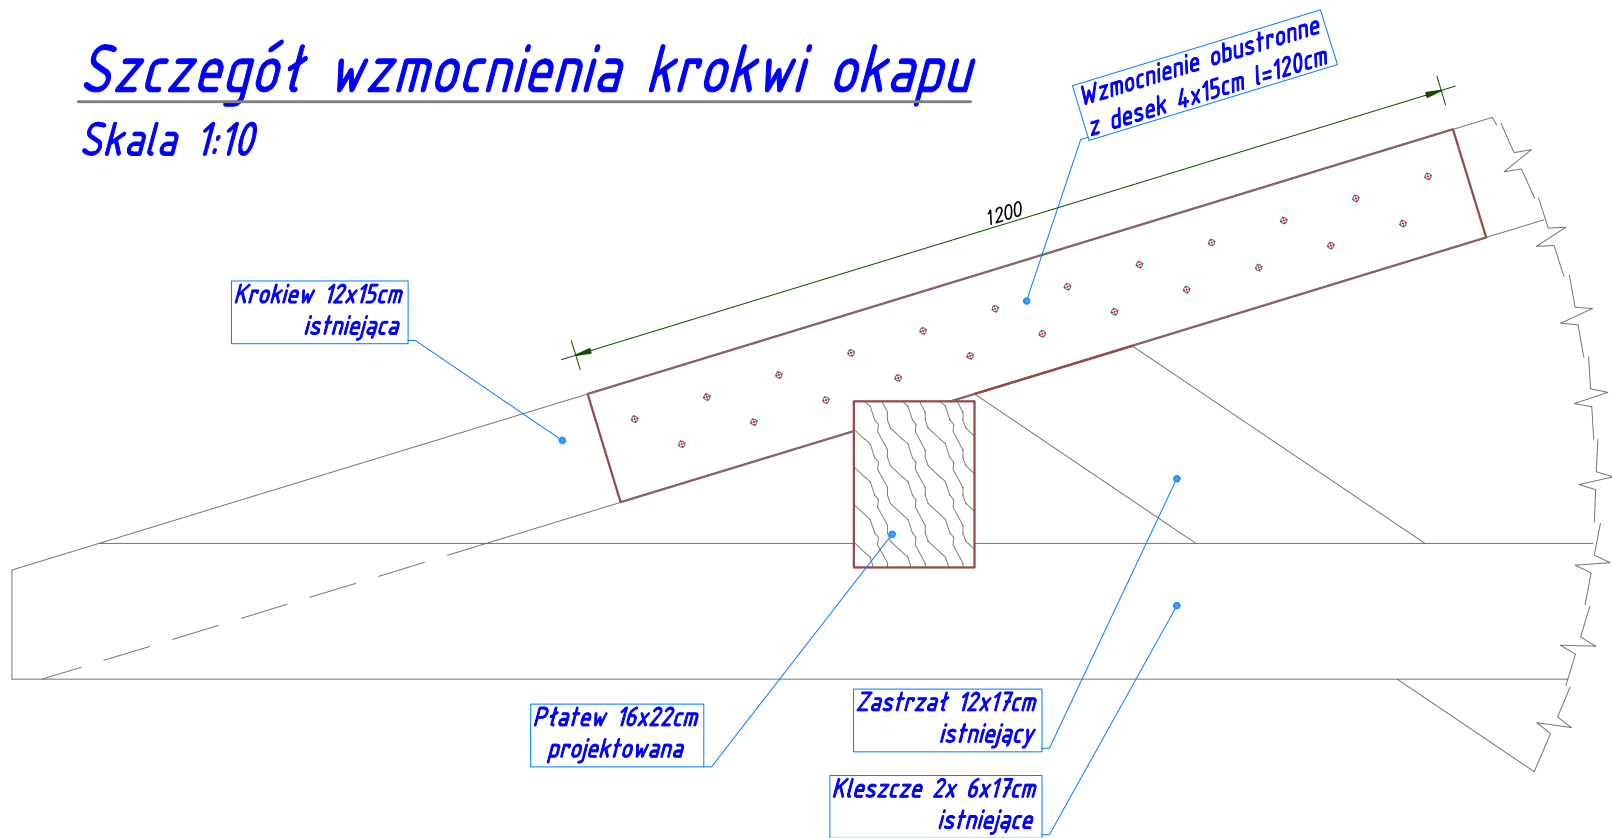 Szczegół wzmocnienia krokwi okapu
Skala 1:10
Wzmocnienie obustronne
z desek 4x15cm l=120cm
1200
Krokiew 12x15cm
istniejąca
Płatew 16x22cm
projektowana
Zastrzał 12x17cm
istniejący
Kleszcze 2x 6x17cm
istniejące